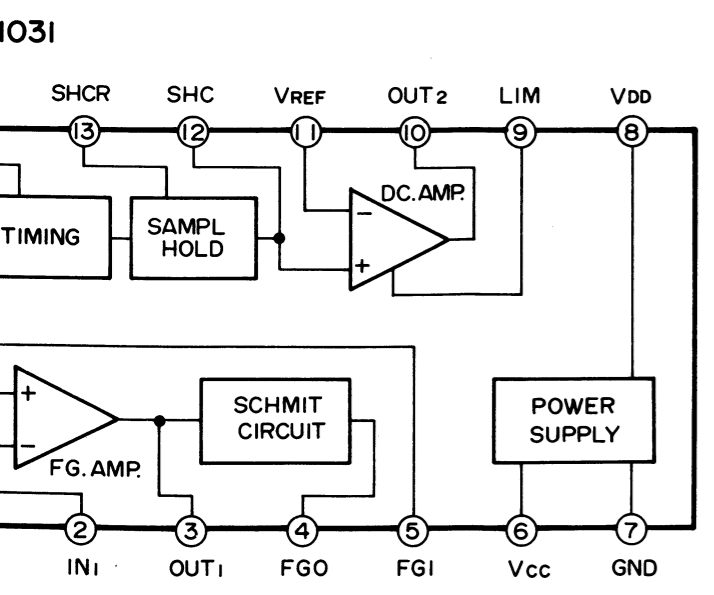 1031
SHCR SHC VREF OUT2 LIM VDD
13 12 11 10 9 8
DC.AMP.
TIMING
SAMPL
HOLD
-
+
+
-
FG.AMP.
SCHMIT
CIRCUIT
POWER
SUPPLY
2 3 4 5 6 7
IN1 OUT1 FGO FGI VCC GND